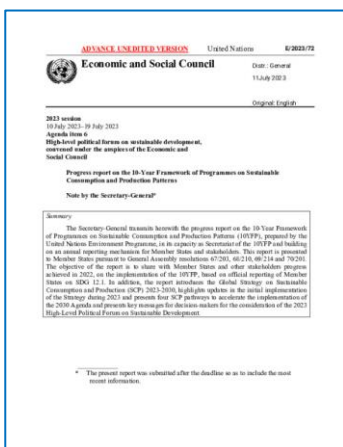 ADVANCE UNEDITED VERSION United Nations E/2023/72
Economic and Social Council
Distr.: General
11 July 2023
Original: English
2023 session
10 July 2023–19 July 2023
Agenda item 6
High-level political forum on sustainable development,
convened under the auspices of the Economic and
Social Council
Progress report on the 10-Year Framework of Programmes on Sustainable
Consumption and Production Patterns
Note by the Secretary-General*
Summary
The Secretary-General transmits herewith the progress report on the 10-Year Framework
of Programmes on Sustainable Consumption and Production Patterns (10YFP), prepared by the
United Nations Environment Programme, in its capacity as Secretariat of the 10YFP and building
on an annual reporting mechanism for Member States and stakeholders. This report is presented
to Member States pursuant to General Assembly resolutions 67/203, 68/210, 69/214 and 70/201.
The objective of the report is to share with Member States and other stakeholders progress
achieved in 2022, on the implementation of the 10YFP, based on official reporting of Member
States on SDG 12.1. In addition, the report introduces the Global Strategy on Sustainable
Consumption and Production (SCP) 2023-2030, highlights updates in the initial implementation
of the Strategy during 2023 and presents four SCP pathways to accelerate the implementation of
the 2030 Agenda and presents key messages for decision-makers for the consideration of the 2023
High-Level Political Forum on Sustainable Development.
* The present report was submitted after the deadline so as to include the most
recent information.